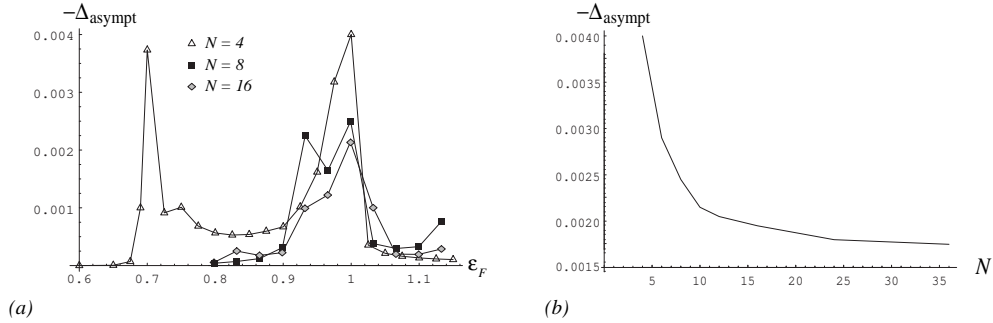 −Δasympt
0.004
0.003
0.002
0.001
N = 4
N = 8
N = 16
0.6
0.7
0.8
0.9
1
1.1
εF
(a)
−Δasympt
0.0040
0.0035
0.0030
0.0025
0.0020
0.0015
5
10
15
20
25
30
35
N
(b)